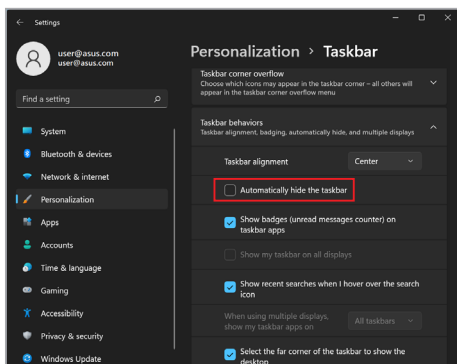 Settings
user@asus.com
user@asus.com
Find a setting
System
Bluetooth & devices
Network & internet
Personalization
Apps
Accounts
Time & language
Gaming
Accessibility
Privacy & security
Windows Update
Personalization > Taskbar
Taskbar corner overflow
Choose which icons may appear in the taskbar corner – all others will
appear in the taskbar corner overflow menu
Taskbar behaviors
Taskbar alignment, badging, automatically hide, and multiple displays
Taskbar alignment
Center
Automatically hide the taskbar
Show badges (unread messages counter) on
taskbar apps
Show my taskbar on all displays
Show recent searches when I hover over the search
icon
When using multiple displays,
show my taskbar apps on
All taskbars
Select the far corner of the taskbar to show the
desktop